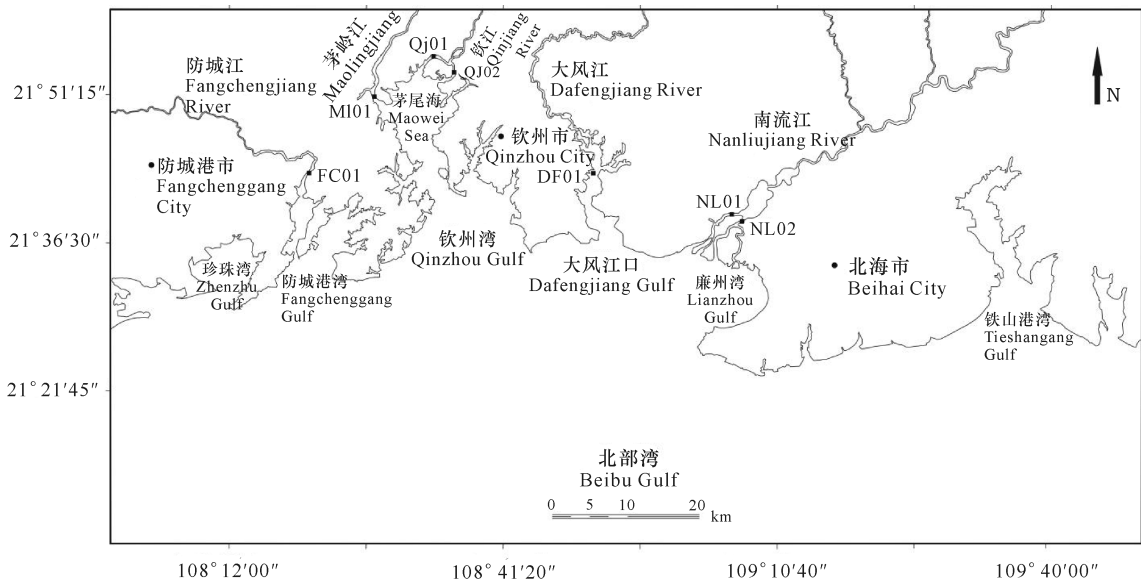 茅岭江
Maolingjiang
Qj01
钦江
Qinjiang
River
QJ02
防城江
Fangchengjiang
River
大风江
Dafengjiang River
21°51′15″
Ml01
茅尾海
Maowei
Sea
N
南流江
Nanliujiang River
钦州市
Qinzhou City
防城港市
Fangchenggang
City
FC01
DF01
NL01
NL02
21°36′30″
钦州湾
Qinzhou Gulf
珍珠湾
Zhenzhu
Gulf
防城港湾
Fangchenggang
Gulf
大风江口
Dafengjiang Gulf
廉州湾
Lianzhou
Gulf
北海市
Beihai City
铁山港湾
Tieshangang
Gulf
21°21′45″
北部湾
Beibu Gulf
0 5 10 20
km
108°12′00″ 108°41′20″ 109°10′40″ 109°40′00″